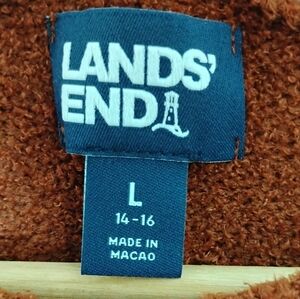 LANDS'
END
L
14-16
MADE IN
MACAO